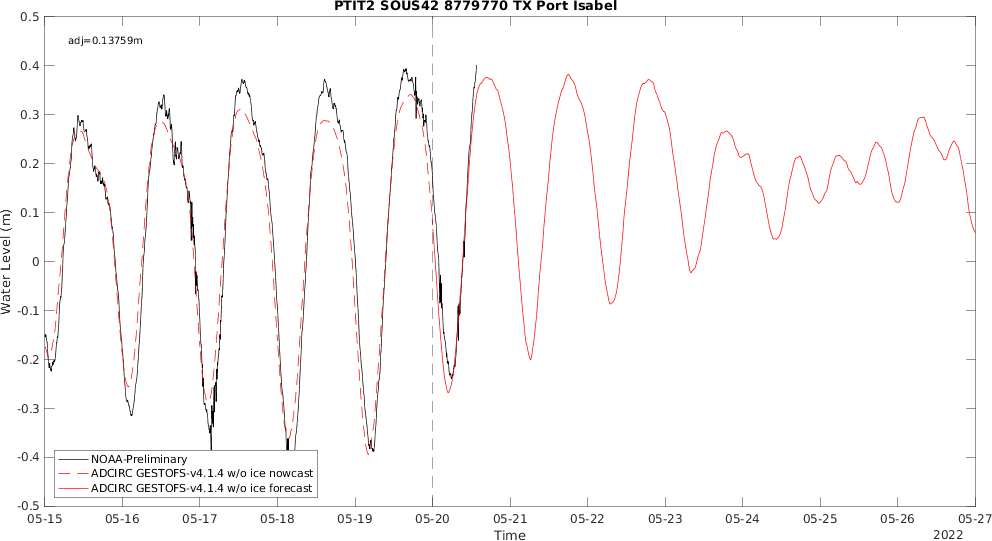 PTIT2 SOUS42 8779770 TX Port Isabel
adj=0.13759m
0.5
0.4
0.3
0.2
0.1
0
-0.1
-0.2
-0.3
-0.4
-0.5
Water Level (m)
NOAA-Preliminary
ADCIRC GESTOFS-v4.1.4 w/o ice nowcast
ADCIRC GESTOFS-v4.1.4 w/o ice forecast
05-15 05-16 05-17 05-18 05-19 05-20 05-21 05-22 05-23 05-24 05-25 05-26 05-27
Time
2022